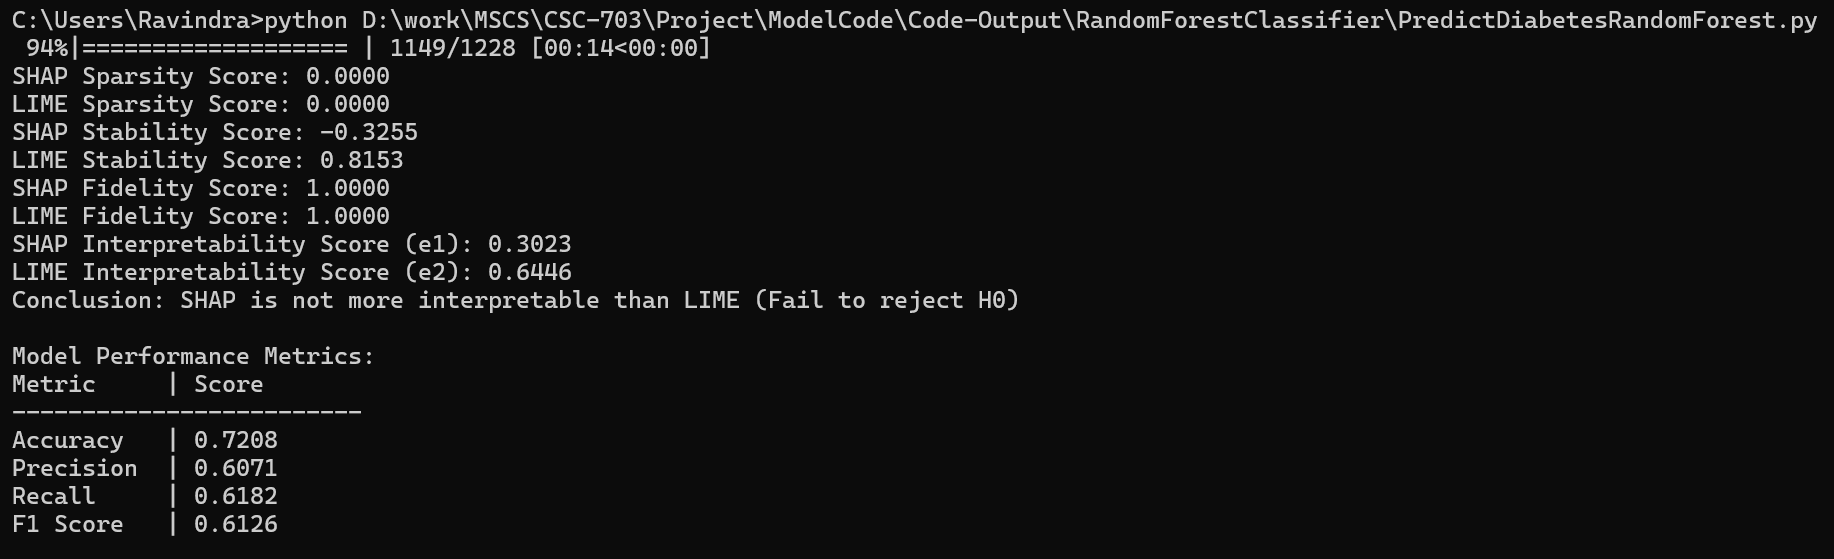 C:\Users\Ravindra>python D:\work\MSCS\CSC-703\Project\ModelCode\Code-Output\RandomForestClassifier\PredictDiabetesRandomForest.py
 94%|=================== | 1149/1228 [00:14<00:00]
SHAP Sparsity Score: 0.0000
LIME Sparsity Score: 0.0000
SHAP Stability Score: -0.3255
LIME Stability Score: 0.8153
SHAP Fidelity Score: 1.0000
LIME Fidelity Score: 1.0000
SHAP Interpretability Score (e1): 0.3023
LIME Interpretability Score (e2): 0.6446
Conclusion: SHAP is not more interpretable than LIME (Fail to reject H0)

Model Performance Metrics:
Metric     | Score
-------------------------
Accuracy   | 0.7208
Precision  | 0.6071
Recall     | 0.6182
F1 Score   | 0.6126